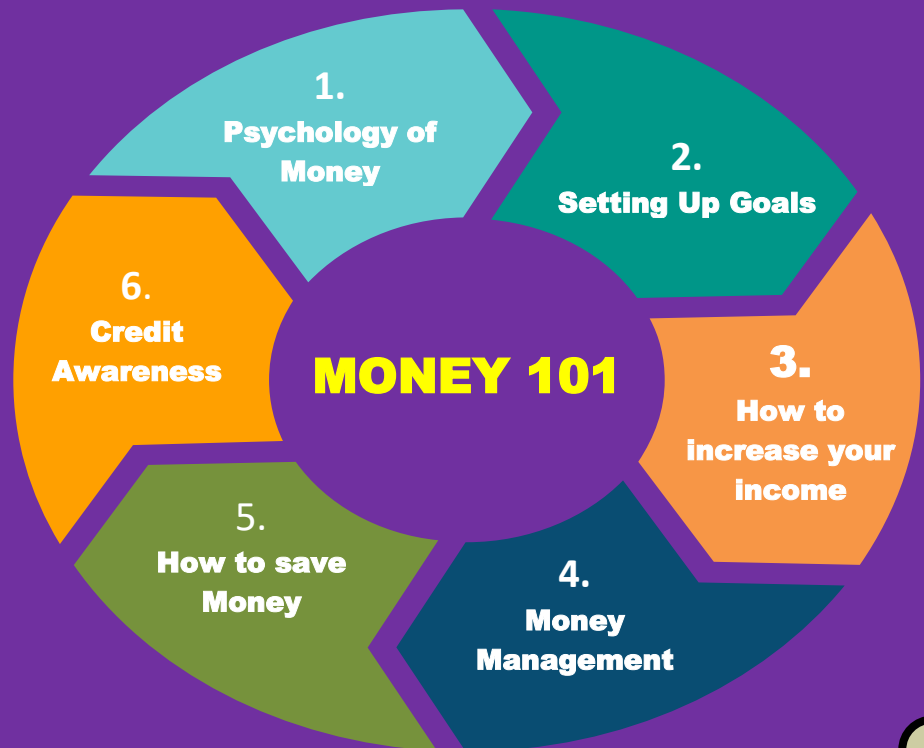 1.
Psychology of
Money
2.
Setting Up Goals
3.
How to
increase your
income
4.
Money
Management
5.
How to save
Money
6.
Credit
Awareness
MONEY 101